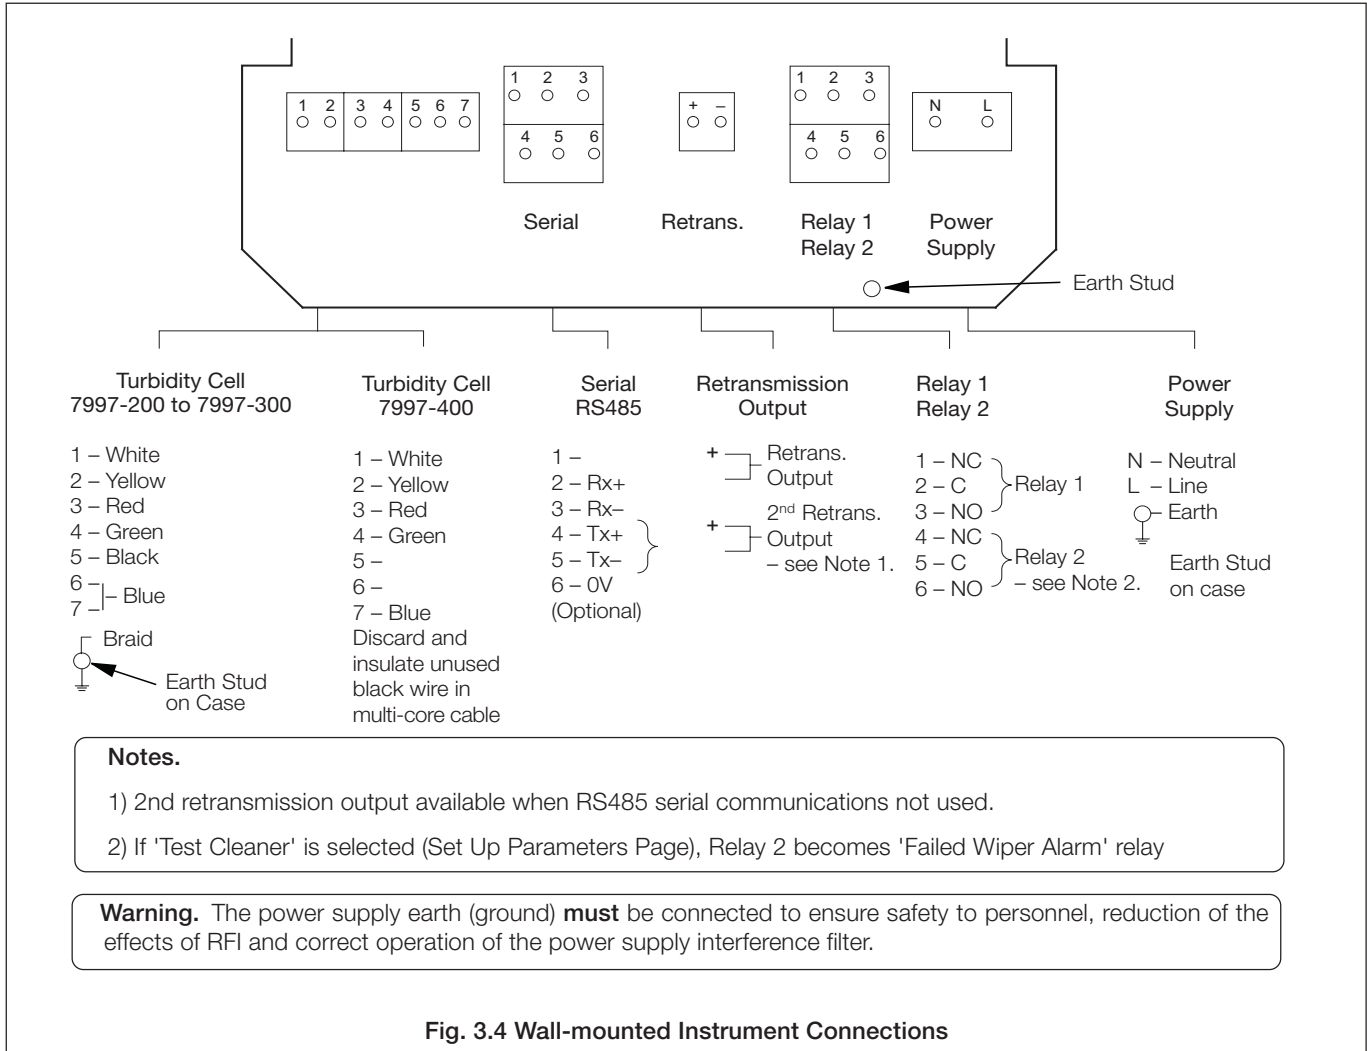 1 2 3 4 5 6 7
1 2 3
4 5 6
+ –
1 2 3
4 5 6
N L
Serial
Retrans.
Relay 1
Relay 2
Power
Supply
Earth Stud
Turbidity Cell
7997-200 to 7997-300
1 – White
2 – Yellow
3 – Red
4 – Green
5 – Black
6 –
7 –
– Blue
Braid
Earth Stud
on Case
Turbidity Cell
7997-400
1 – White
2 – Yellow
3 – Red
4 – Green
5 –
6 –
7 – Blue
Discard and
insulate unused
black wire in
multi-core cable
Serial
RS485
1 –
2 – Rx+
3 – Rx–
4 – Tx+
5 – Tx–
6 – 0V
(Optional)
Retransmission
Output
+
Retrans.
Output
+
2nd Retrans.
Output
– see Note 1.
Relay 1
Relay 2
1 – NC
2 – C
3 – NO
Relay 1
4 – NC
5 – C
6 – NO
Relay 2
– see Note 2.
Power
Supply
N – Neutral
L – Line
– Earth
Earth Stud
on case
Notes.
1) 2nd retransmission output available when RS485 serial communications not used.
2) If 'Test Cleaner' is selected (Set Up Parameters Page), Relay 2 becomes 'Failed Wiper Alarm' relay
Warning. The power supply earth (ground) must be connected to ensure safety to personnel, reduction of the
effects of RFI and correct operation of the power supply interference filter.
Fig. 3.4 Wall-mounted Instrument Connections